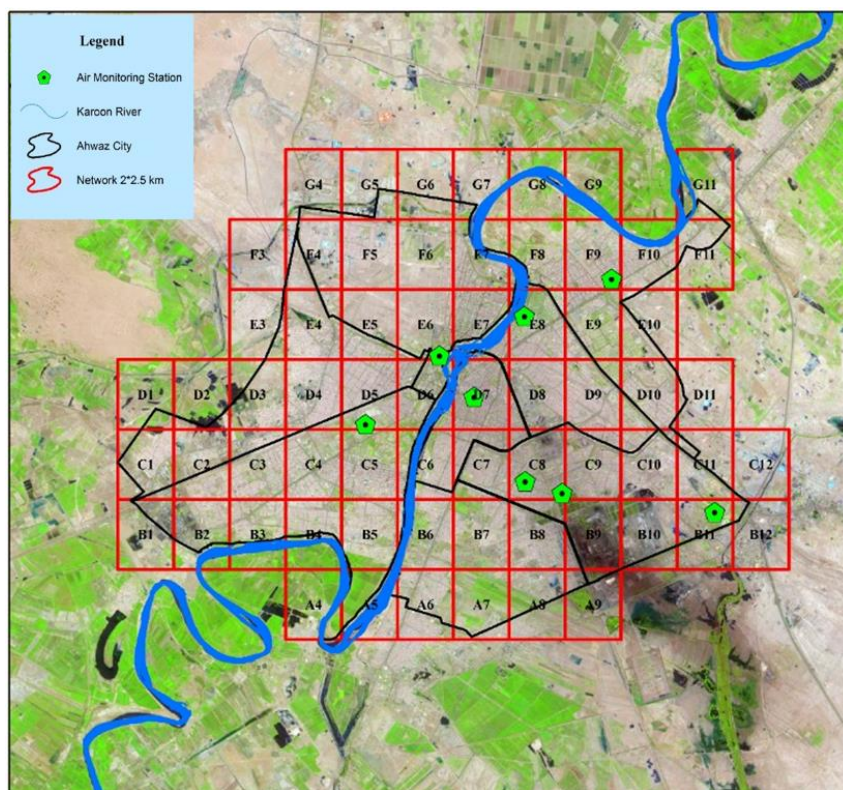 Legend
Air Monitoring Station
Karoon River
Ahwaz City
Network 2*2.5 km
G4 G5 G6 G7 G8 G9 G11
F3 F4 F5 F6 F7 F8 F9 F10 F11
E3 E4 E5 E6 E7 E8 E9 E10
D1 D2 D3 D4 D5 D6 D7 D8 D9 D10 D11
C1 C2 C3 C4 C5 C6 C7 C8 C9 C10 C11 C12
B1 B2 B3 B4 B5 B6 B7 B8 B9 B10 B11 B12
A4 A5 A6 A7 A8 A9